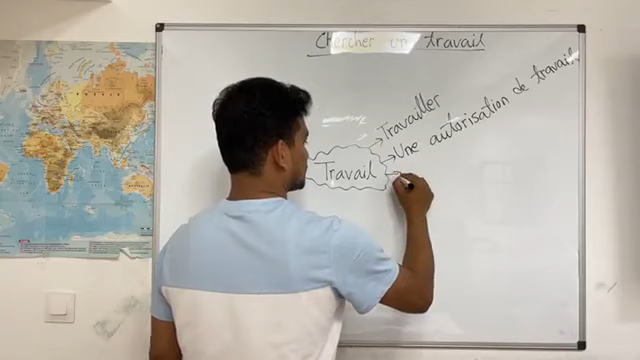 Chercher un travail
→ Travailler
→ Une autorisation de travail
Travail